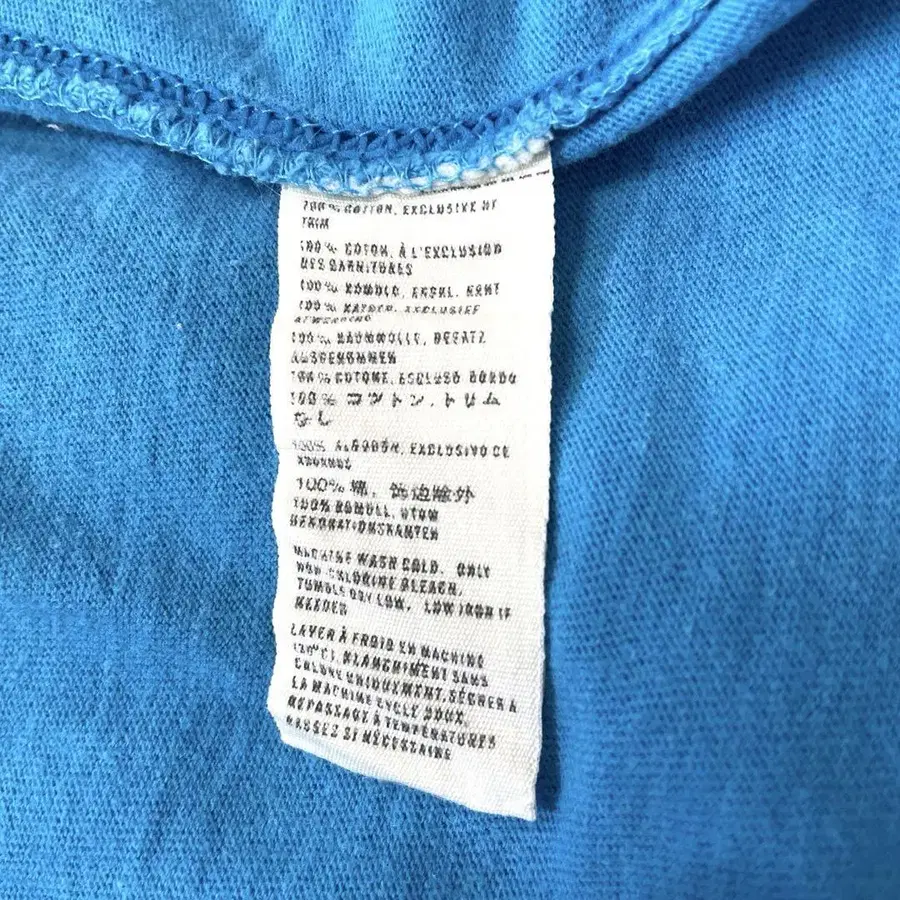 100% COTTON, EXCLUSIVE OF
TRIM
100% COTON, À L'EXCLUSION
DES GARNITURES
100% BOMULD, EKSKL. KANT
100% KATOEN, EXCLUSIEF
AFWERKING
100% BAUMWOLLE, BESATZ
AUSGENOMMEN
100% COTONE, ESCLUSO BORDO
100% コットン、トリム
なし
100% ALGODÓN, EXCLUSIVO DE
100% 棉, 饰边除外
100% BOMULL, UTOM
DEKORATIONSKANTEN
MACHINE WASH COLD. ONLY
NON-CHLORINE BLEACH.
TUMBLE DRY LOW. LOW IRON IF
NEEDED
LAVER À FROID EN MACHINE
BLANCHIMENT SANS
CHLORE UNIQUEMENT. SÉCHER À
LA MACHINE CYCLE DOUX.
REPASSAGE À TEMPÉRATURES
BASSES SI NÉCESSAIRE